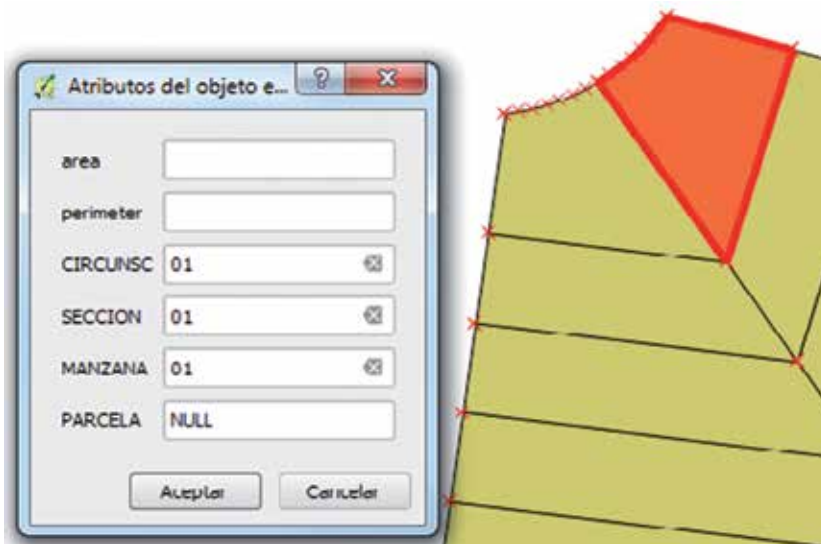 Atributos del objeto e...
area
perimeter
CIRCUNSC 01
SECCION 01
MANZANA 01
PARCELA NULL
Aceptar Cancelar